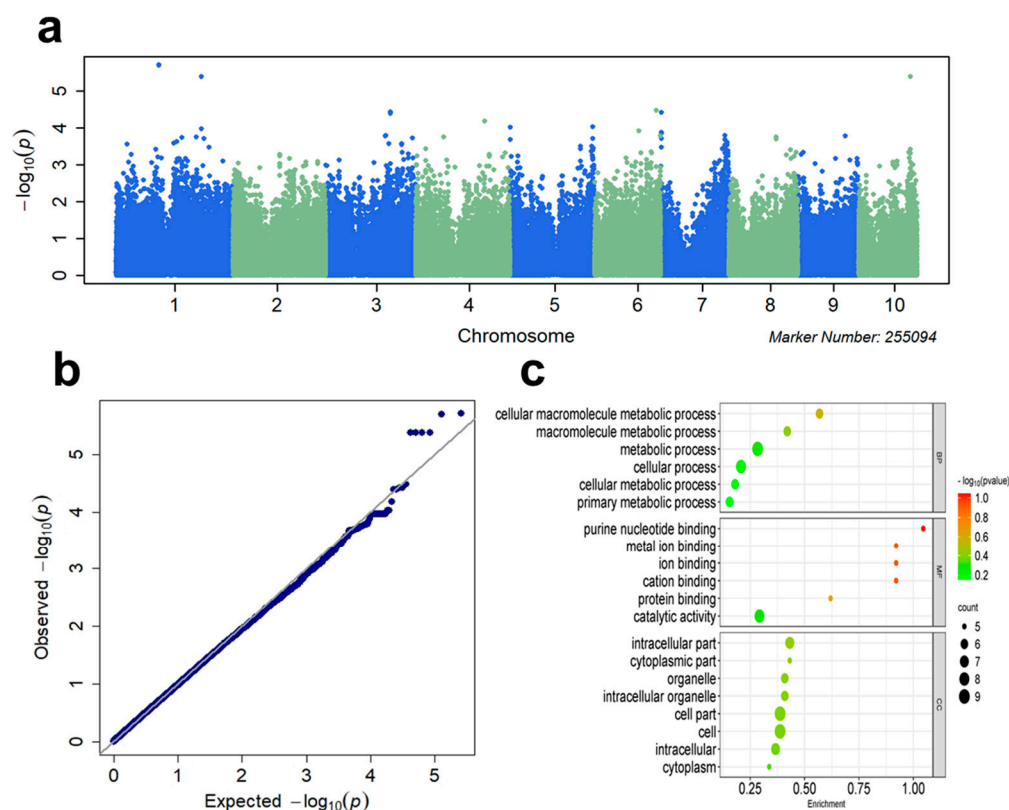 a
−log₁₀(p)
5
4
3
2
1
0
1 2 3 4 5 6 7 8 9 10
Chromosome
Marker Number: 255094
b
Observed −log₁₀(p)
5
4
3
2
1
0
0 1 2 3 4 5
Expected −log₁₀(p)
c
cellular macromolecule metabolic process
macromolecule metabolic process
metabolic process
cellular process
cellular metabolic process
primary metabolic process
BP
purine nucleotide binding
metal ion binding
ion binding
cation binding
protein binding
catalytic activity
MF
intracellular part
cytoplasmic part
organelle
intracellular organelle
cell part
cell
intracellular
cytoplasm
CC
0.25 0.50 0.75 1.00
Enrichment
- log₁₀(pvalue)
1.0
0.8
0.6
0.4
0.2
count
5
6
7
8
9